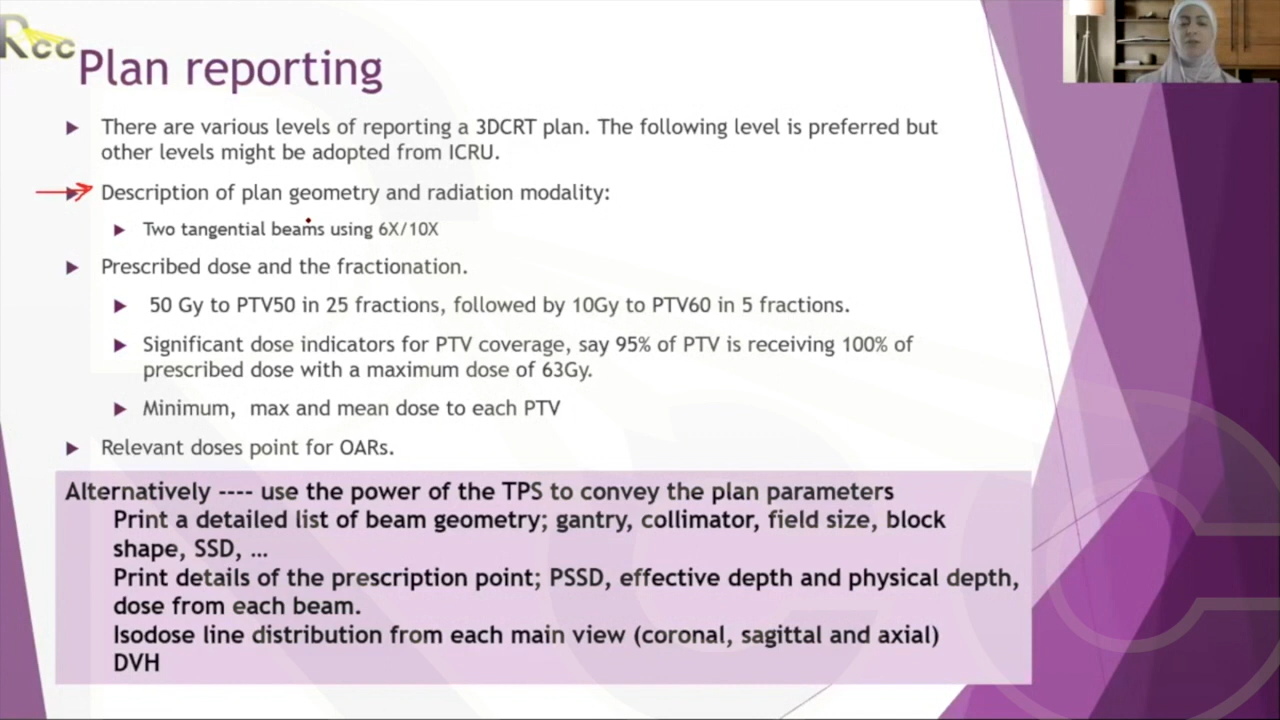 Rcc
Plan reporting
There are various levels of reporting a 3DCRT plan. The following level is preferred but
other levels might be adopted from ICRU.
Description of plan geometry and radiation modality:
Two tangential beams using 6X/10X
Prescribed dose and the fractionation.
50 Gy to PTV50 in 25 fractions, followed by 10Gy to PTV60 in 5 fractions.
Significant dose indicators for PTV coverage, say 95% of PTV is receiving 100% of
prescribed dose with a maximum dose of 63Gy.
Minimum, max and mean dose to each PTV
Relevant doses point for OARs.
Alternatively ---- use the power of the TPS to convey the plan parameters
Print a detailed list of beam geometry; gantry, collimator, field size, block
shape, SSD, …
Print details of the prescription point; PSSD, effective depth and physical depth,
dose from each beam.
Isodose line distribution from each main view (coronal, sagittal and axial)
DVH